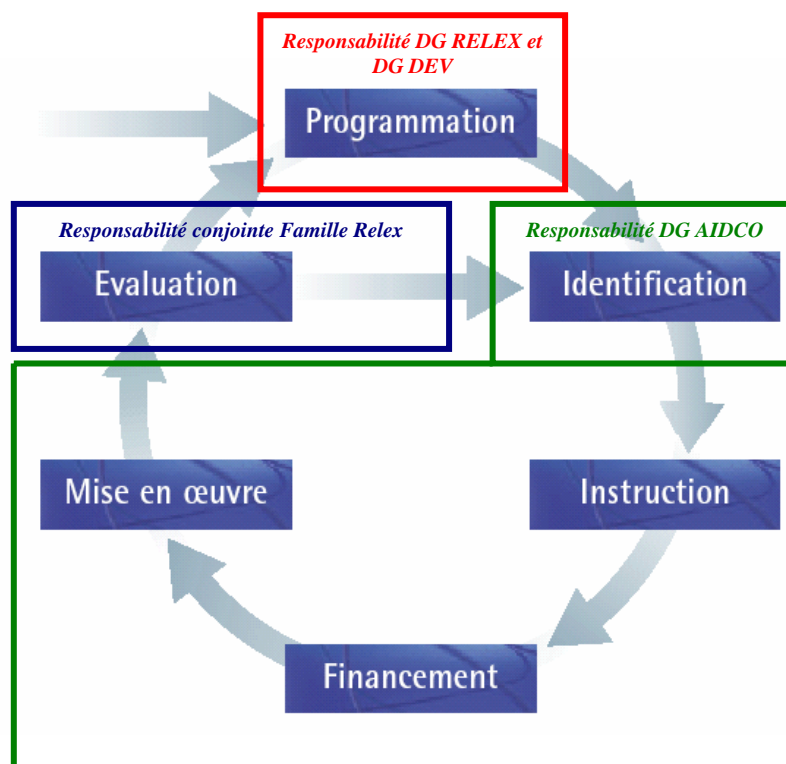 Responsabilité DG RELEX et
DG DEV
Programmation
Responsabilité conjointe Famille Relex
Responsabilité DG AIDCO
Evaluation
Identification
Mise en œuvre
Instruction
Financement